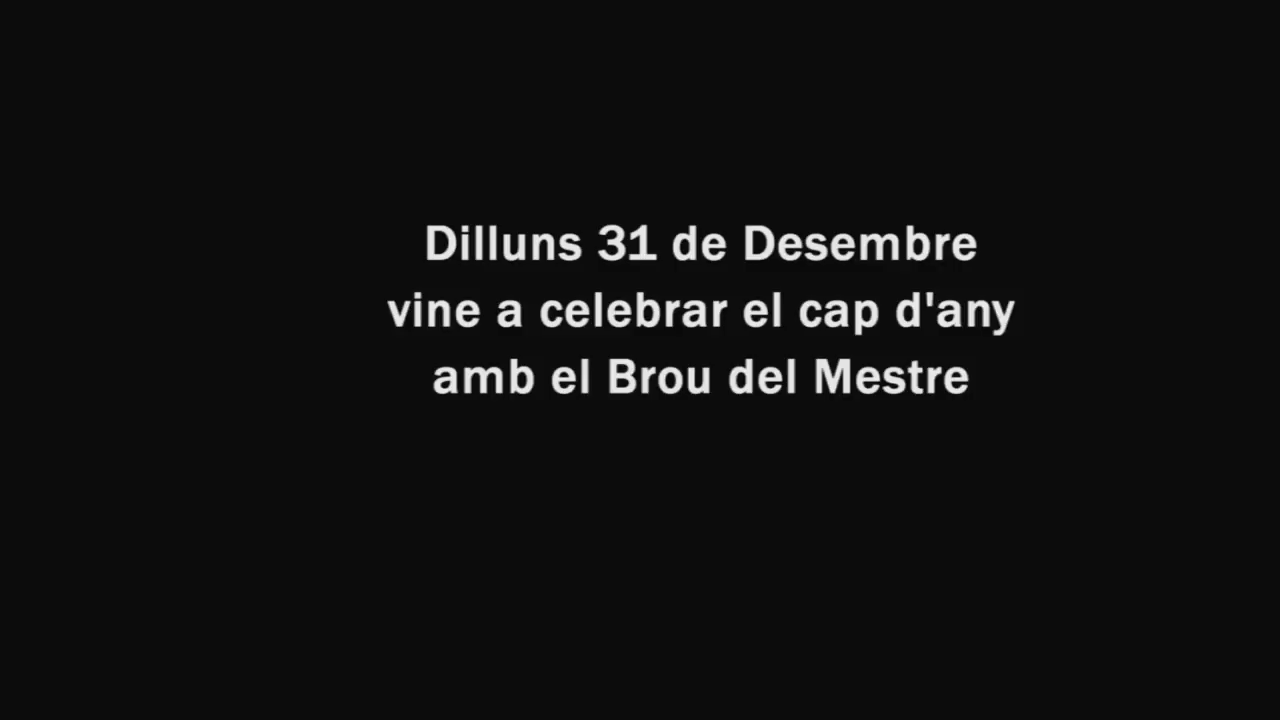 Dilluns 31 de Desembre
vine a celebrar el cap d'any
amb el Brou del Mestre